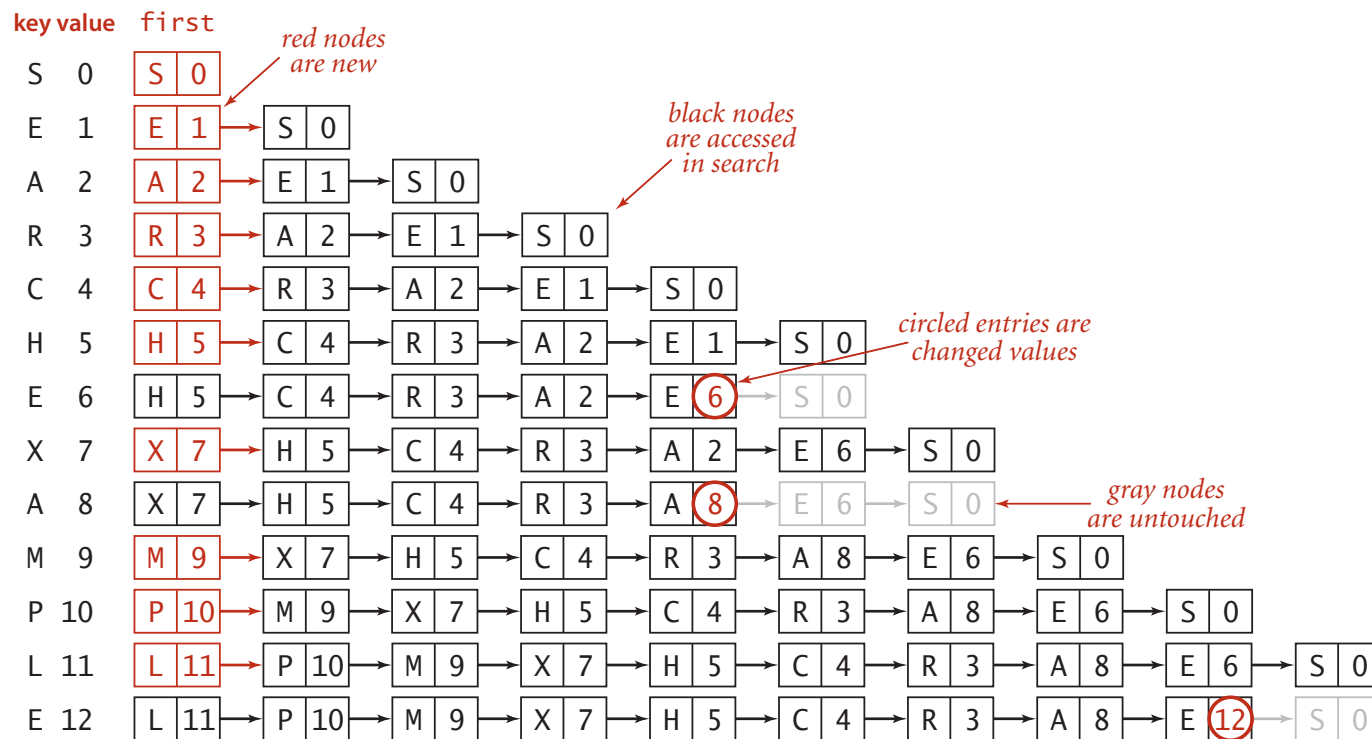 key value first
red nodes
are new
S 0 S 0
E 1 E 1 S 0
black nodes
are accessed
in search
A 2 A 2 E 1 S 0
R 3 R 3 A 2 E 1 S 0
C 4 C 4 R 3 A 2 E 1 S 0
circled entries are
changed values
H 5 H 5 C 4 R 3 A 2 E 1 S 0
E 6 H 5 C 4 R 3 A 2 E 6 S 0
X 7 X 7 H 5 C 4 R 3 A 2 E 6 S 0
gray nodes
are untouched
A 8 X 7 H 5 C 4 R 3 A 8 E 6 S 0
M 9 M 9 X 7 H 5 C 4 R 3 A 8 E 6 S 0
P 10 P 10 M 9 X 7 H 5 C 4 R 3 A 8 E 6 S 0
L 11 L 11 P 10 M 9 X 7 H 5 C 4 R 3 A 8 E 6 S 0
E 12 L 11 P 10 M 9 X 7 H 5 C 4 R 3 A 8 E 12 S 0